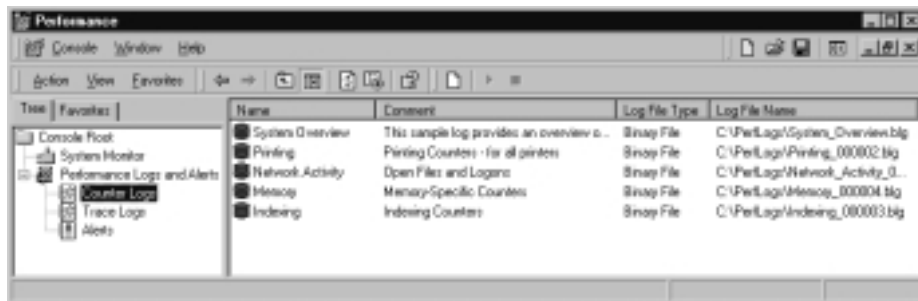 Performance
Console Window Help
Action View Favorites
Tree Favorites
Name Comment Log File Type Log File Name
Console Root
System Monitor
Performance Logs and Alerts
Counter Logs
Trace Logs
Alerts
System Overview This sample log provides an overview o... Binary File C:\PerfLogs\System_Overview.blg
Printing Printing Counters - for all printers Binary File C:\PerfLogs\Printing_000002.blg
Network Activity Open Files and Logons Binary File C:\PerfLogs\Network_Activity_0...
Memory Memory-Specific Counters Binary File C:\PerfLogs\Memory_000004.blg
Indexing Indexing Counters Binary File C:\PerfLogs\Indexing_000003.blg